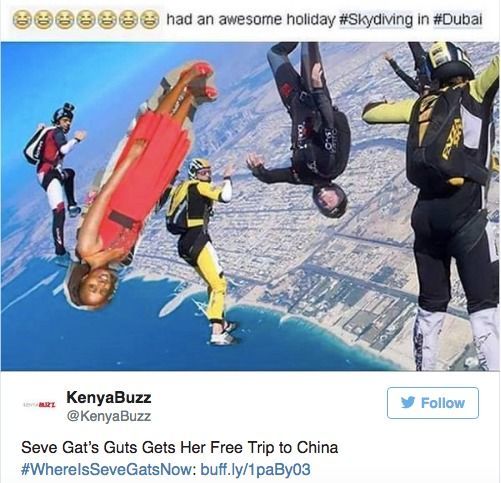 😂😂😂😂😂😂😂 had an awesome holiday #Skydiving in #Dubai
KenyaBuzz
@KenyaBuzz
Follow
Seve Gat's Guts Gets Her Free Trip to China
#WhereIsSeveGatsNow: buff.ly/1paBy03